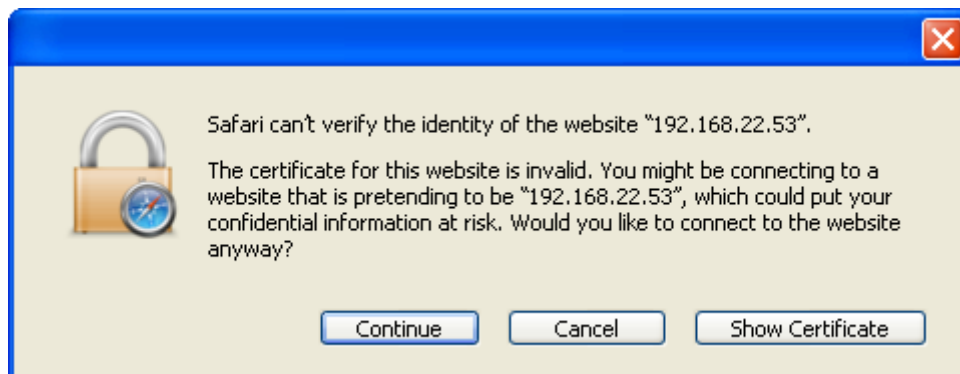 Safari can't verify the identity of the website “192.168.22.53”.
The certificate for this website is invalid. You might be connecting to a
website that is pretending to be “192.168.22.53”, which could put your
confidential information at risk. Would you like to connect to the website
anyway?
Continue
Cancel
Show Certificate